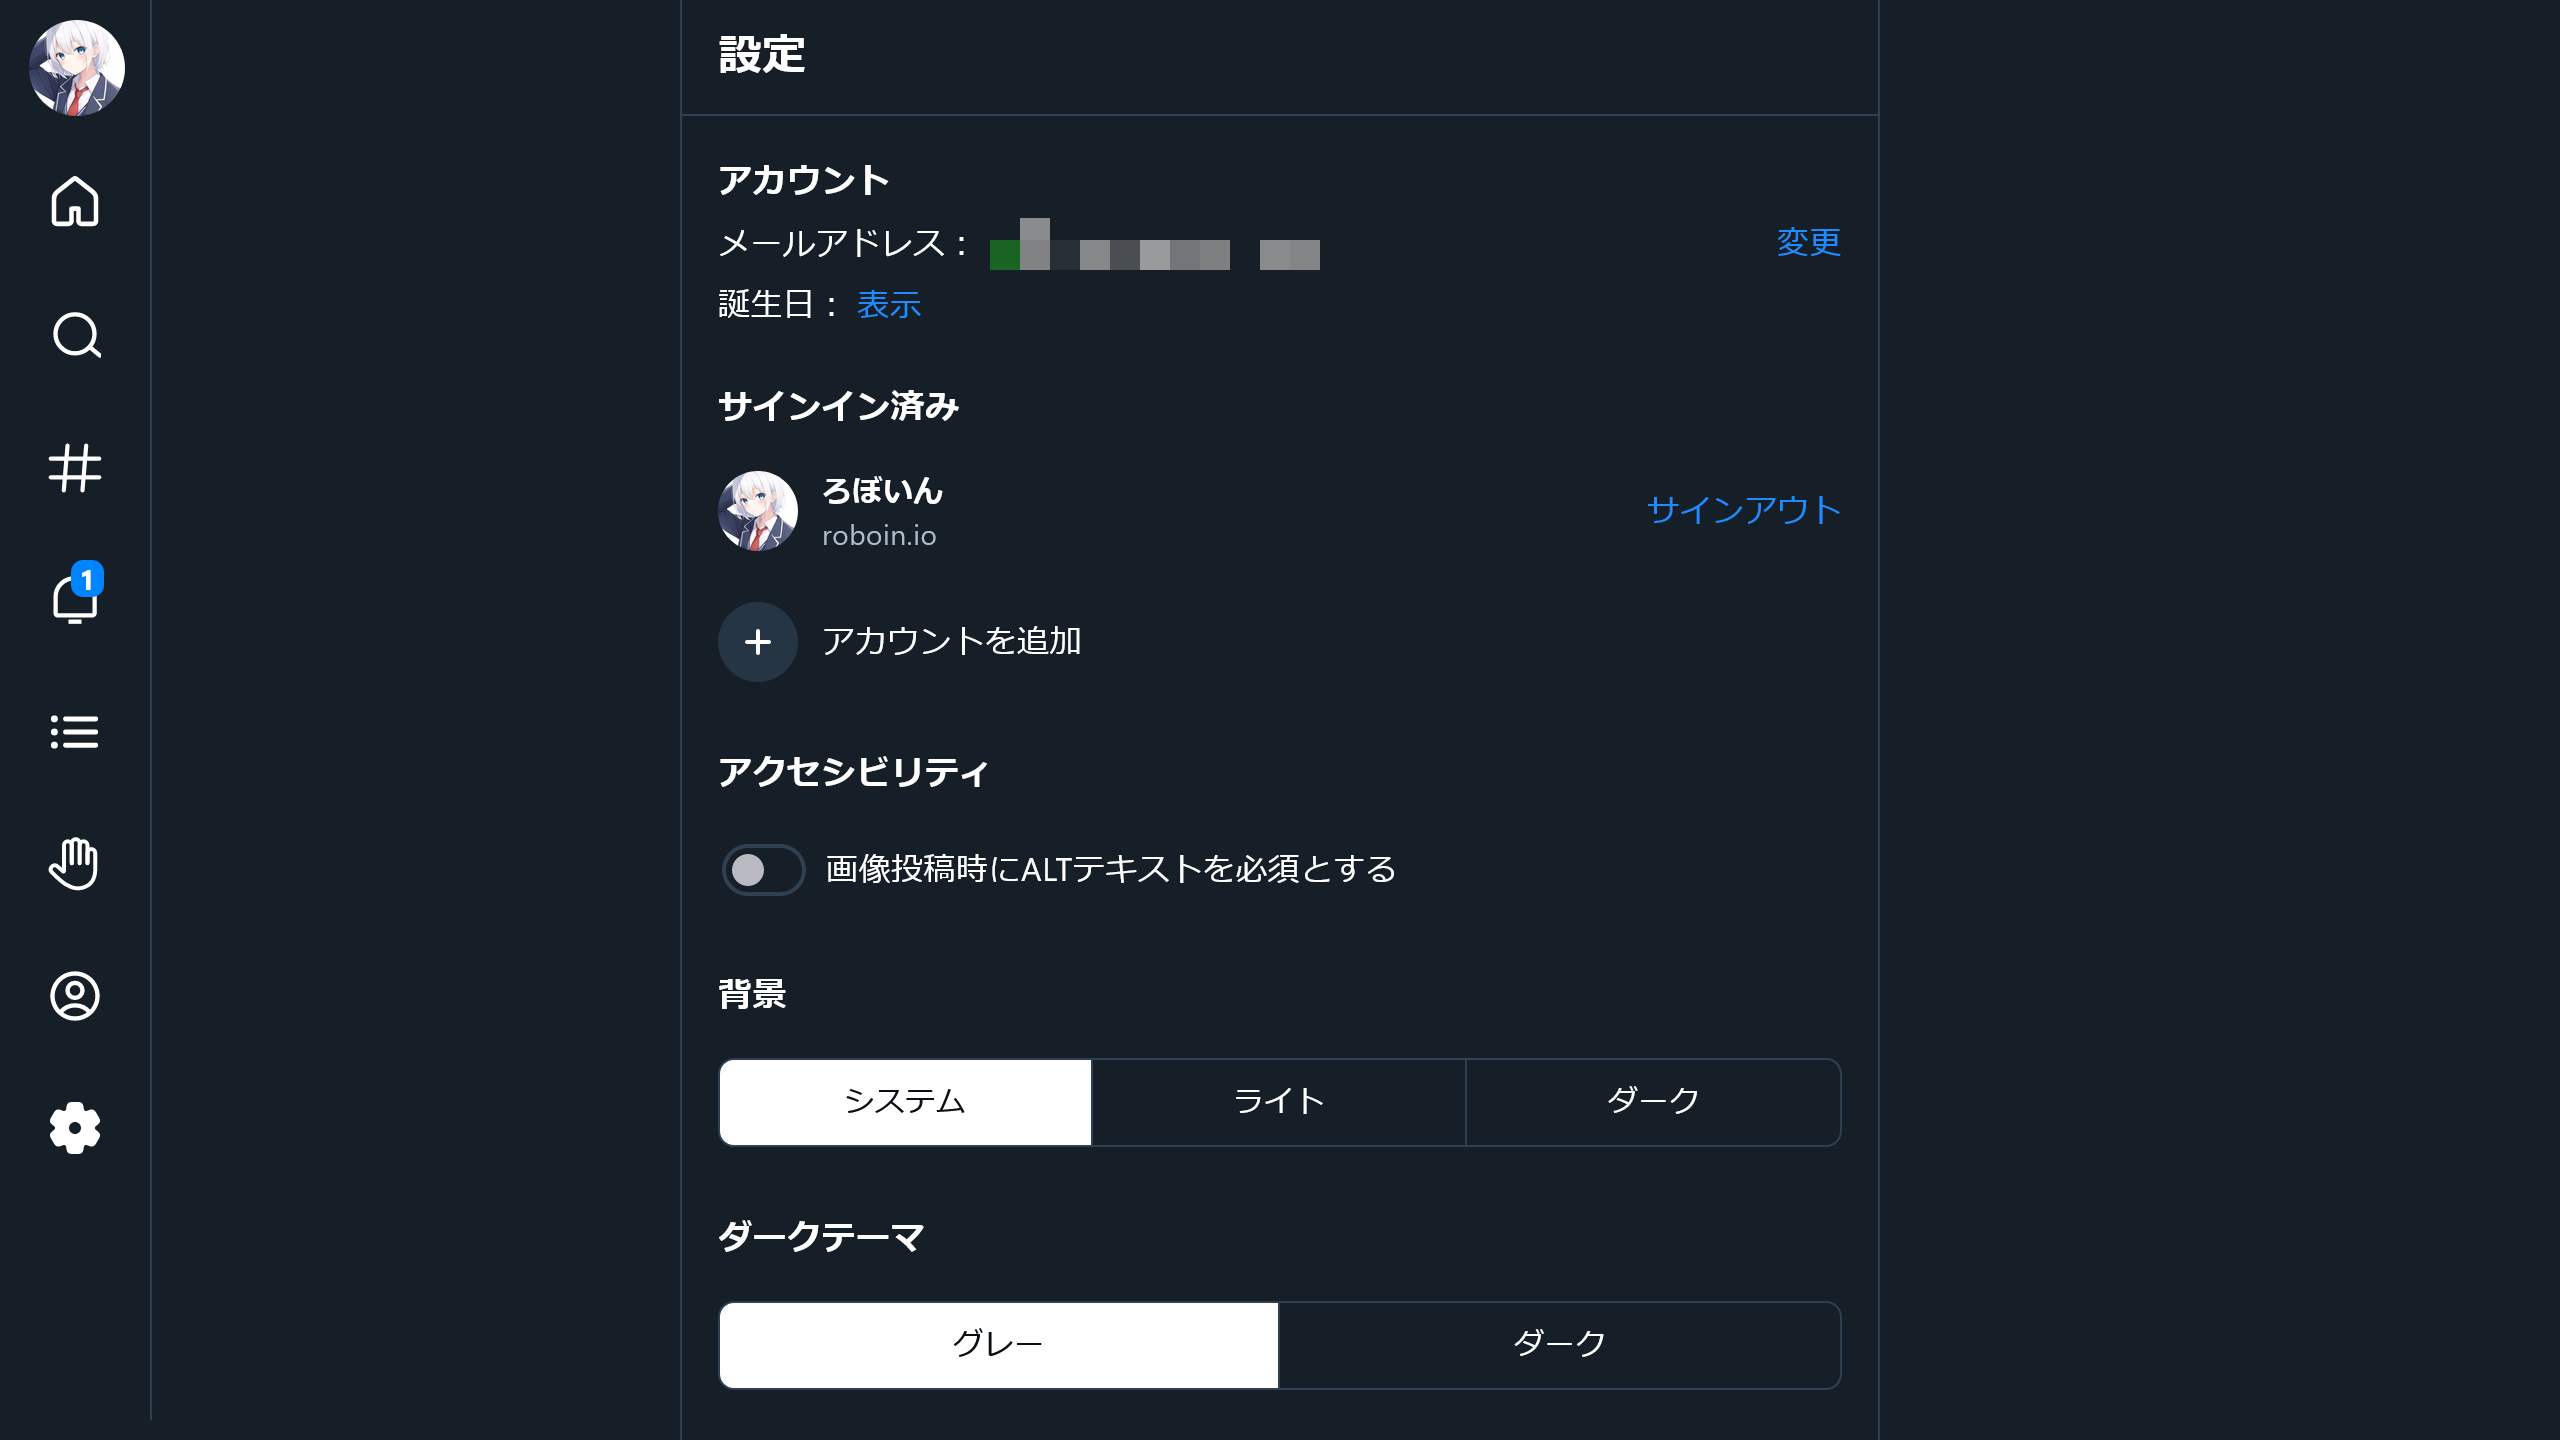 設定
アカウント
メールアドレス：
変更
誕生日： 表示
サインイン済み
ろぼいん
roboin.io
サインアウト
アカウントを追加
アクセシビリティ
画像投稿時にALTテキストを必須とする
背景
システム
ライト
ダーク
ダークテーマ
グレー
ダーク
1